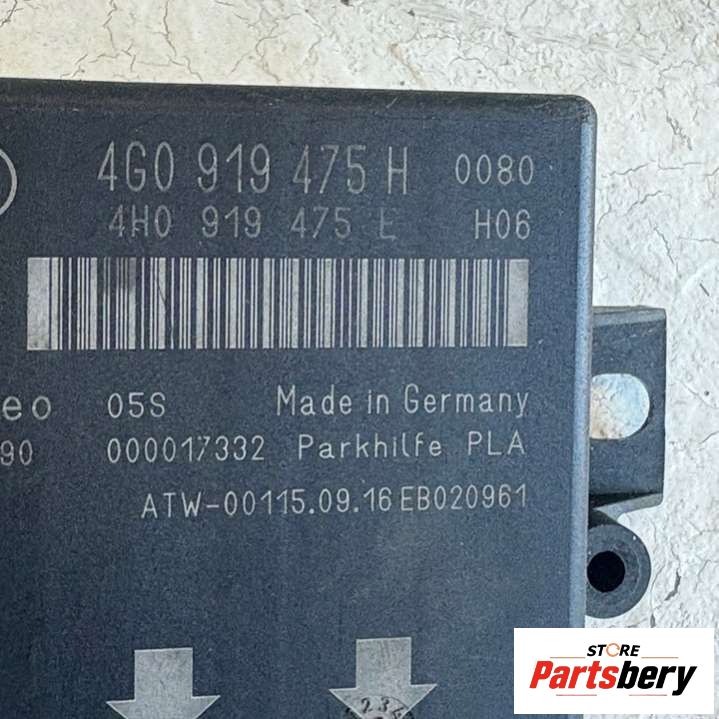 4G0 919 475 H 0080
4H0 919 475 E H06
eo 05S Made in Germany
90 000017332 Parkhilfe PLA
ATW-00115.09.16 EB020961
234
STORE
Partsbery